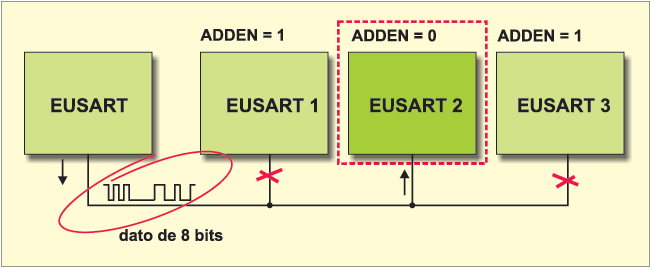 ADDEN = 1
ADDEN = 0
ADDEN = 1
EUSART
EUSART 1
EUSART 2
EUSART 3
dato de 8 bits